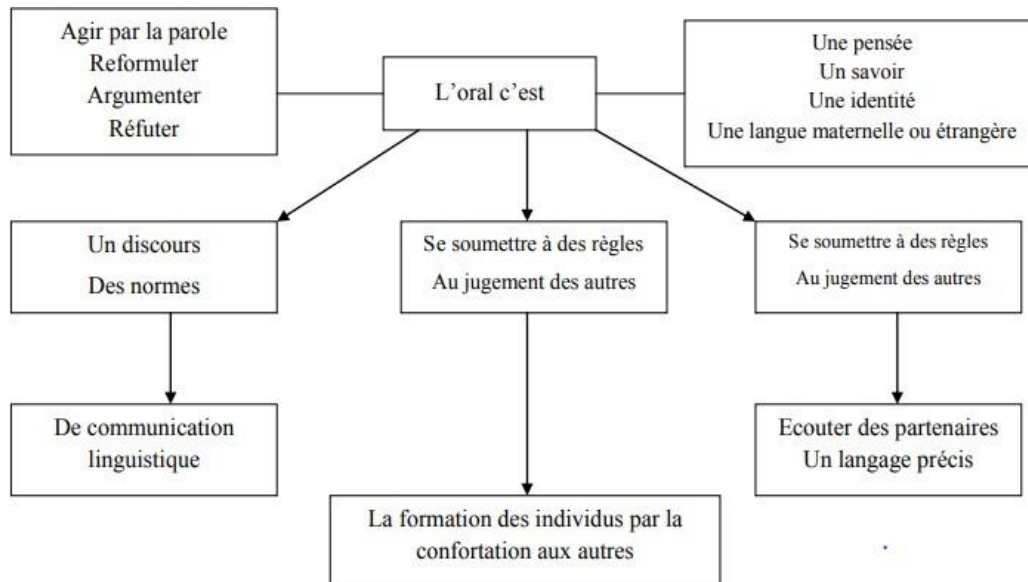 Agir par la parole
Reformuler
Argumenter
Réfuter
L'oral c'est
Une pensée
Un savoir
Une identité
Une langue maternelle ou étrangère
Un discours
Des normes
Se soumettre à des règles
Au jugement des autres
Se soumettre à des règles
Au jugement des autres
De communication
linguistique
La formation des individus par la
confortation aux autres
Ecouter des partenaires
Un langage précis